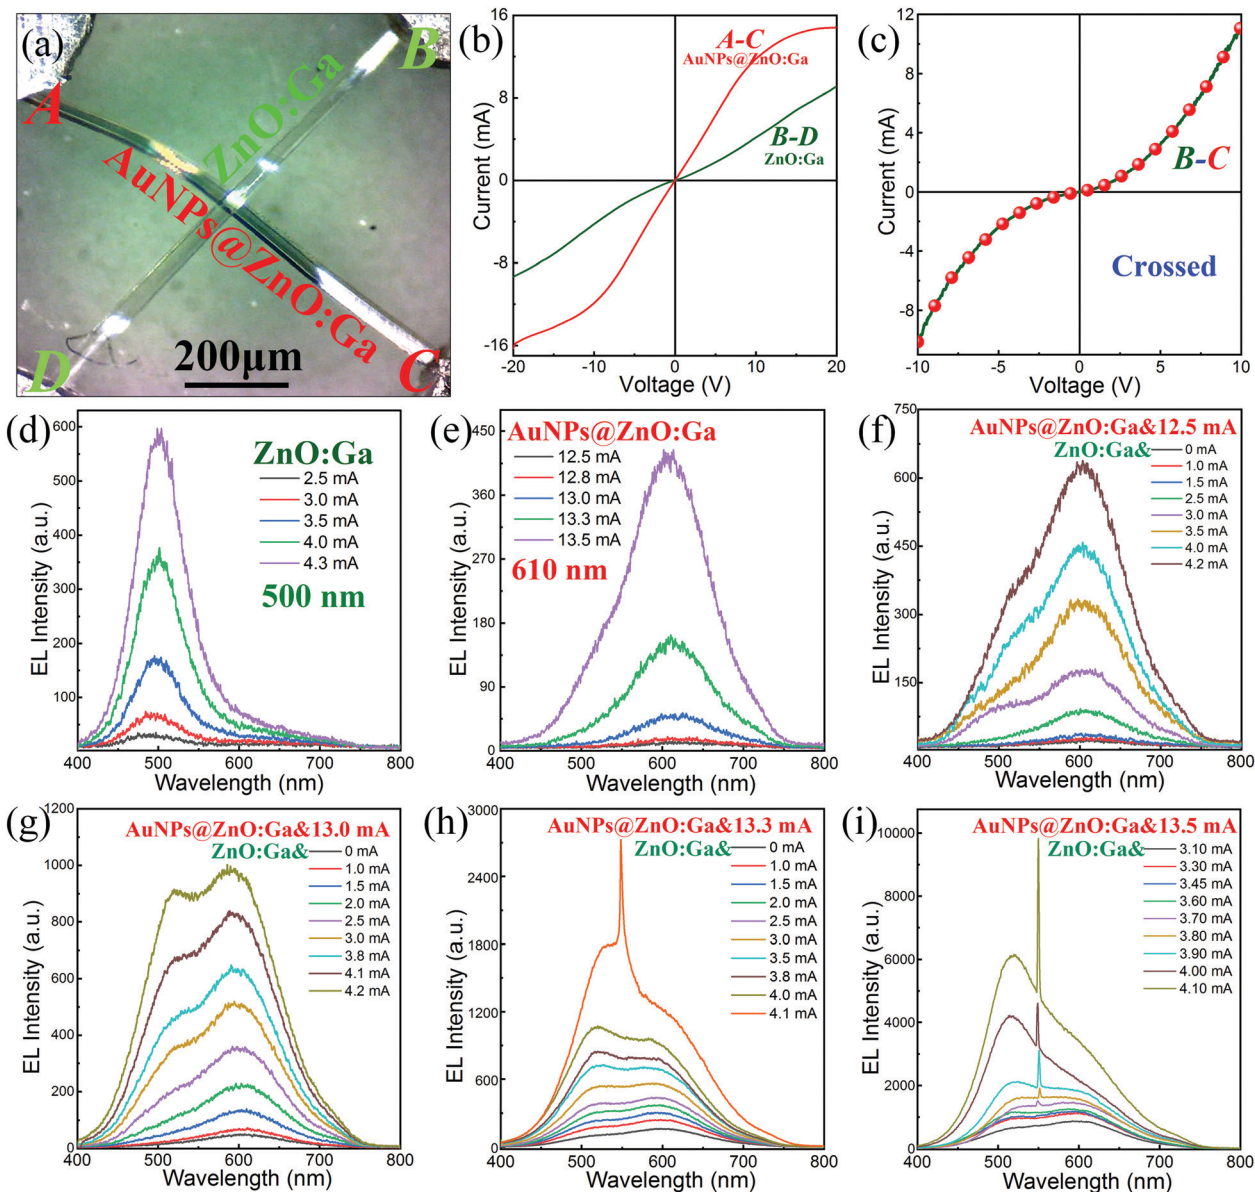 (a)
A
B
ZnO:Ga
AuNPs@ZnO:Ga
D
C
200μm
(b)
Current (mA)
16
8
0
-8
-16
A-C
AuNPs@ZnO:Ga
B-D
ZnO:Ga
-20 -10 0 10 20
Voltage (V)
(c)
Current (mA)
12
8
4
0
-4
-8
B-C
Crossed
-10 -5 0 5 10
Voltage (V)
(d)
EL Intensity (a.u.)
600
500
400
300
200
100
ZnO:Ga
2.5 mA
3.0 mA
3.5 mA
4.0 mA
4.3 mA
500 nm
400 500 600 700 800
Wavelength (nm)
(e)
EL Intensity (a.u.)
450
360
270
180
90
0
AuNPs@ZnO:Ga
12.5 mA
12.8 mA
13.0 mA
13.3 mA
13.5 mA
610 nm
400 500 600 700 800
Wavelength (nm)
(f)
EL Intensity (a.u.)
750
600
450
300
150
AuNPs@ZnO:Ga&12.5 mA
ZnO:Ga&
0 mA
1.0 mA
1.5 mA
2.5 mA
3.0 mA
3.5 mA
4.0 mA
4.2 mA
400 500 600 700 800
Wavelength (nm)
(g)
EL Intensity (a.u.)
1200
1000
800
600
400
200
0
AuNPs@ZnO:Ga&13.0 mA
ZnO:Ga&
0 mA
1.0 mA
1.5 mA
2.0 mA
2.5 mA
3.0 mA
3.8 mA
4.1 mA
4.2 mA
400 500 600 700 800
Wavelength (nm)
(h)
EL Intensity (a.u.)
3000
2400
1800
1200
600
AuNPs@ZnO:Ga&13.3 mA
ZnO:Ga&
0 mA
1.0 mA
1.5 mA
2.0 mA
2.5 mA
3.0 mA
3.5 mA
3.8 mA
4.0 mA
4.1 mA
400 500 600 700 800
Wavelength (nm)
(i)
EL Intensity (a.u.)
10000
8000
6000
4000
2000
0
AuNPs@ZnO:Ga&13.5 mA
ZnO:Ga&
3.10 mA
3.30 mA
3.45 mA
3.60 mA
3.70 mA
3.80 mA
3.90 mA
4.00 mA
4.10 mA
400 500 600 700 800
Wavelength (nm)